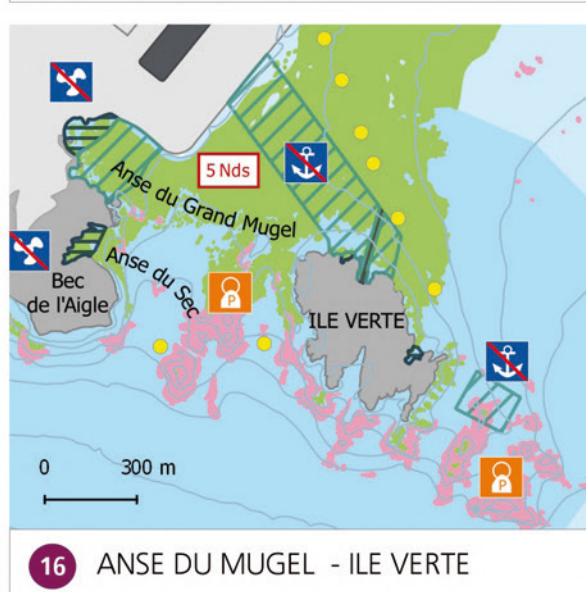 5 Nds
Anse du Grand Mugel
Anse du Sec
Bec
de l'Aigle
P
ILE VERTE
P
0 300 m
16 ANSE DU MUGEL - ILE VERTE